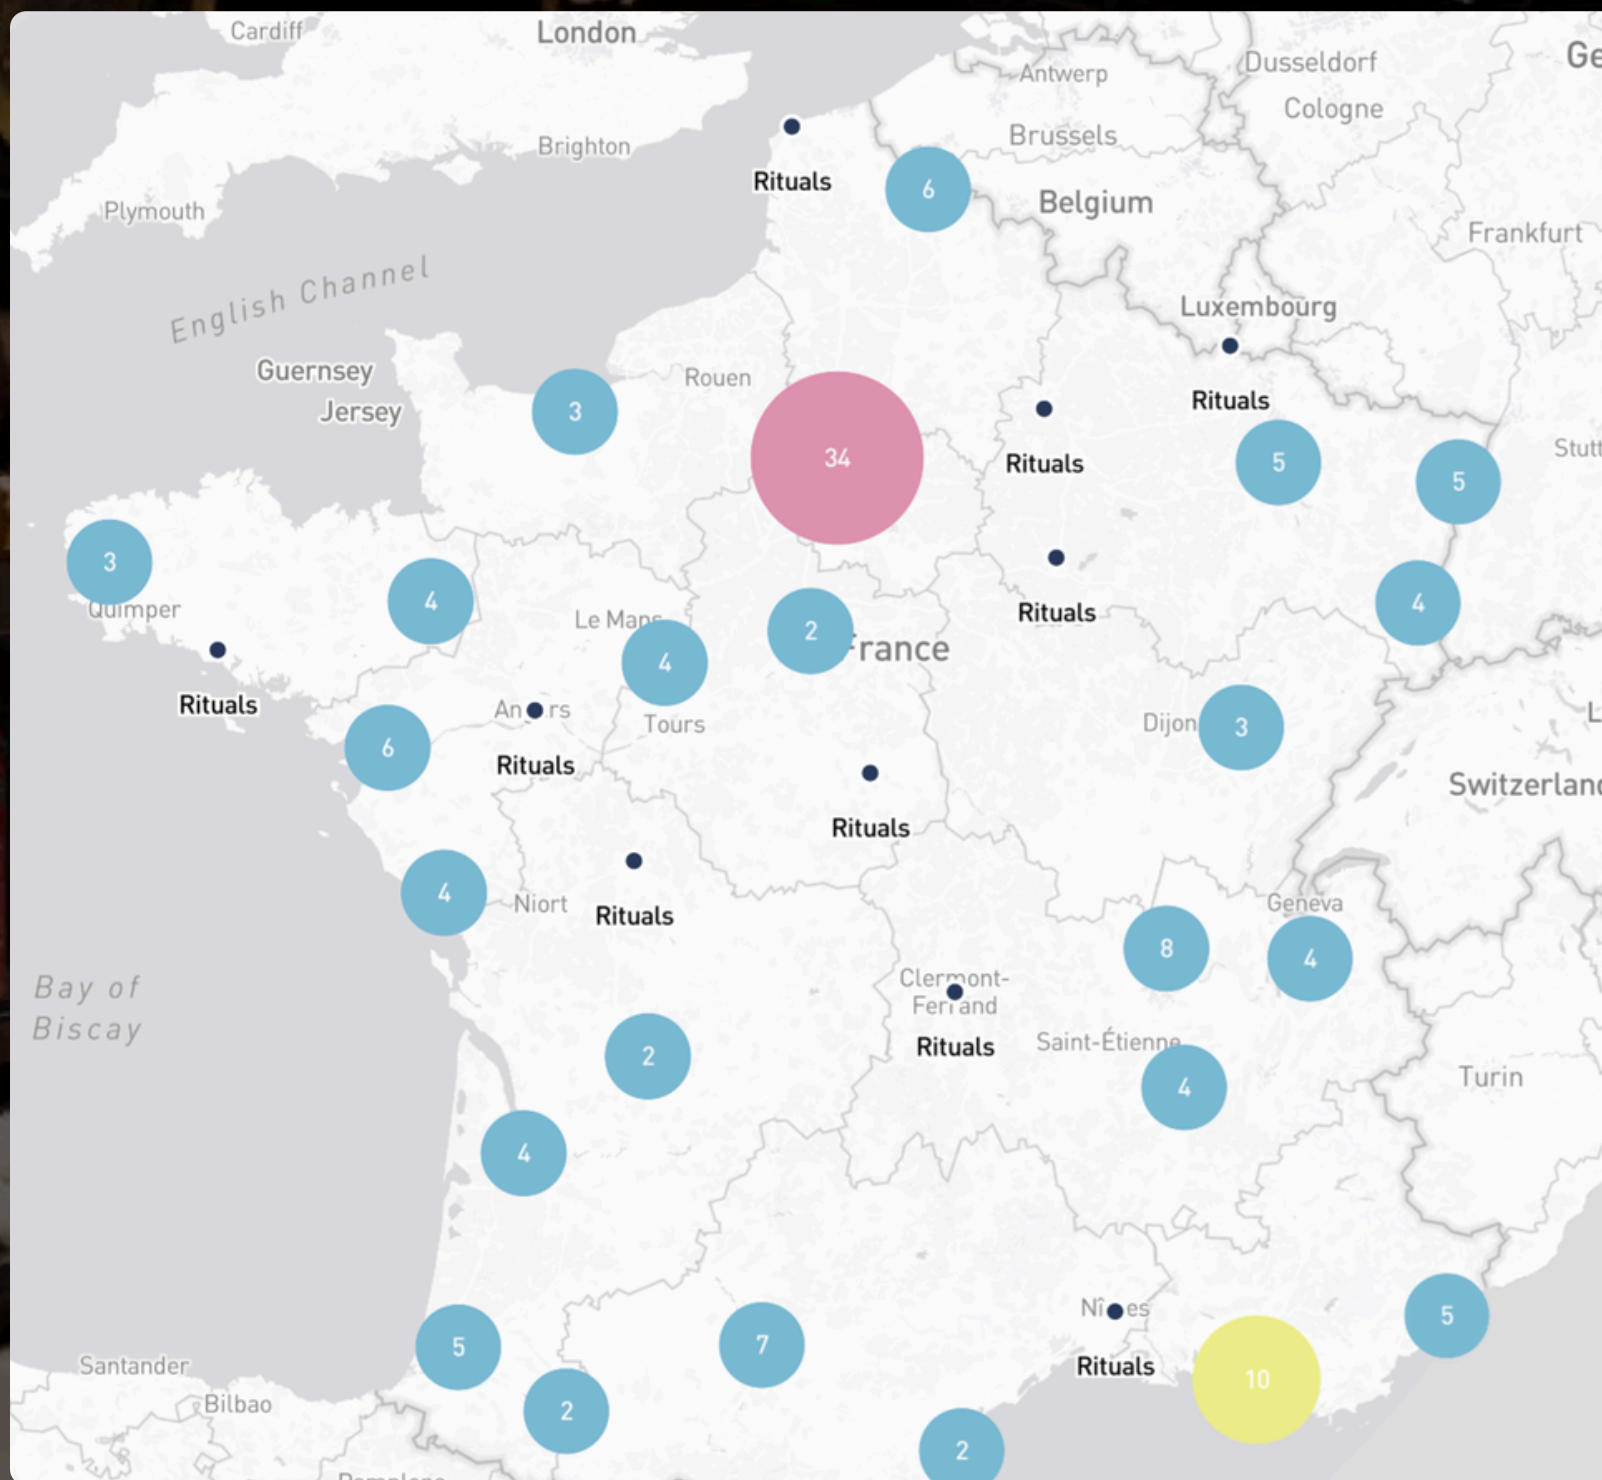 Cardiff
London
Antwerp
Dusseldorf
Ge
Cologne
Brussels
Brighton
Rituals
6
Belgium
Plymouth
Frankfurt
English Channel
Luxembourg
Guernsey
Rouen
Jersey
3
Rituals
Stutt
34
Rituals
5
5
3
Quimper
4
Le Mans
2
4
Rituals
4
France
Rituals
Angers
Tours
Dijon
3
L
6
Rituals
Switzerland
Rituals
4
Niort
Rituals
Geneva
8
4
Bay of
Biscay
Clermont-
Ferrand
Rituals
Saint-Étienne
2
4
Turin
4
Nîmes
5
5
7
Rituals
10
Santander
Bilbao
2
2